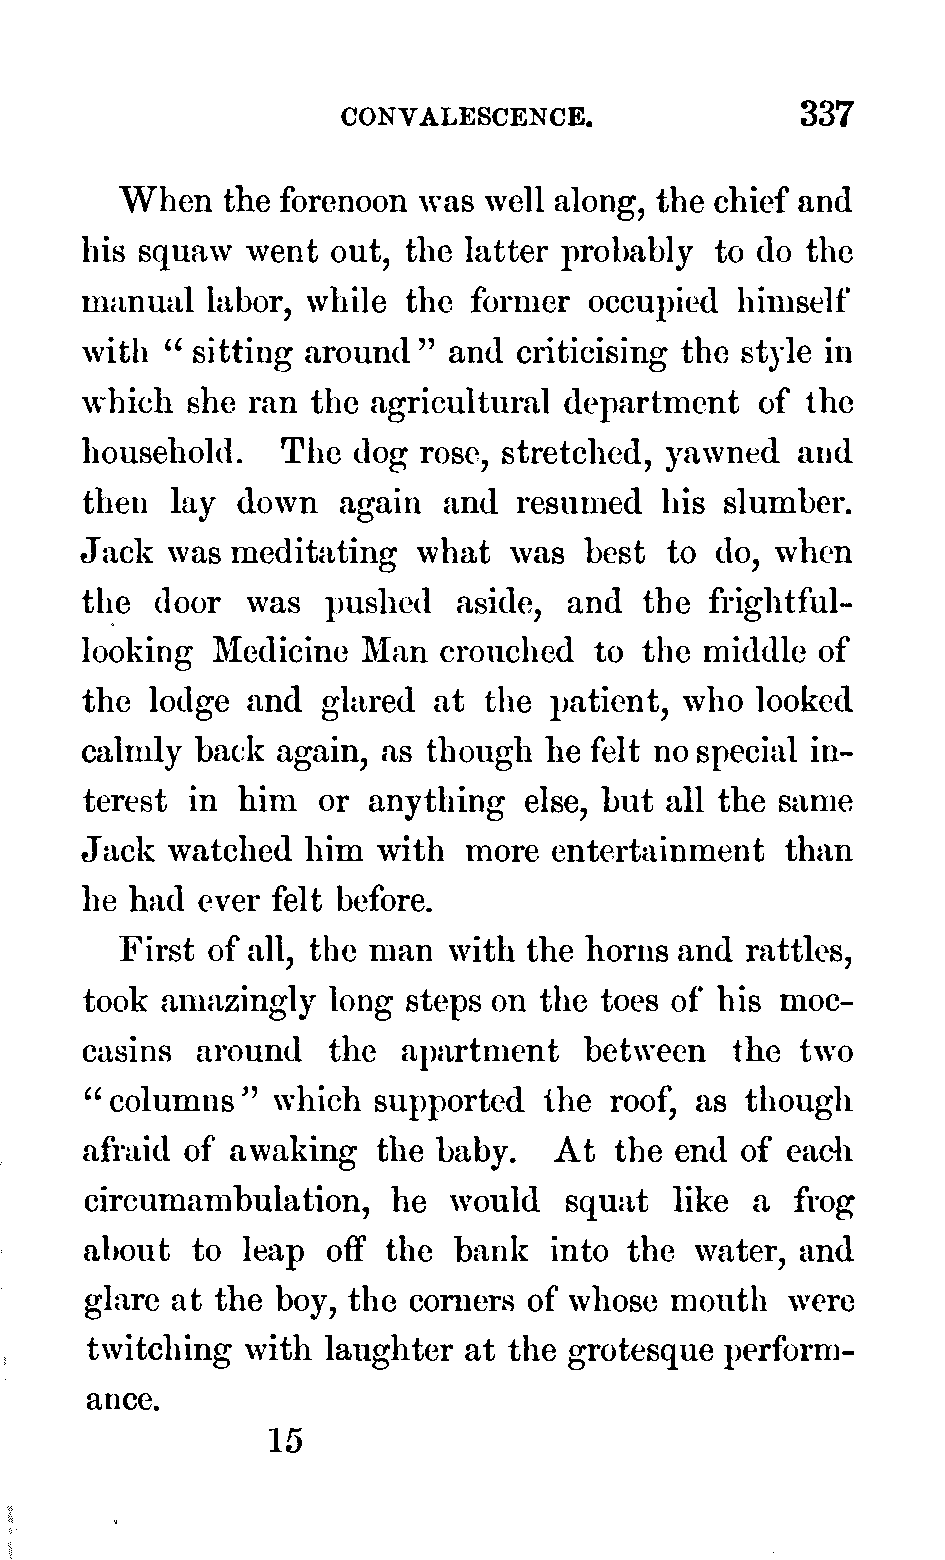 CONVALESCENCE. 337
When the forenoon was well along, the chief and
his squaw went out, the latter probably to do the
manual labor, while the former occupied himself
with “ sitting around ” and criticising the style in
which she ran the agricultural department of the
household. The dog rose, stretched, yawned and
then lay down again and resumed his slumber.
Jack was meditating what was best to do, when
the door was pushed aside, and the frightful-
looking Medicine Man crouched to the middle of
the lodge and glared at the patient, who looked
calmly back again, as though he felt no special in-
terest in him or anything else, but all the same
Jack watched him with more entertainment than
he had ever felt before.
First of all, the man with the horns and rattles,
took amazingly long steps on the toes of his moc-
casins around the apartment between the two
“ columns ” which supported the roof, as though
afraid of awaking the baby. At the end of each
circumambulation, he would squat like a frog
about to leap off the bank into the water, and
glare at the boy, the corners of whose mouth were
twitching with laughter at the grotesque perform-
ance.
15